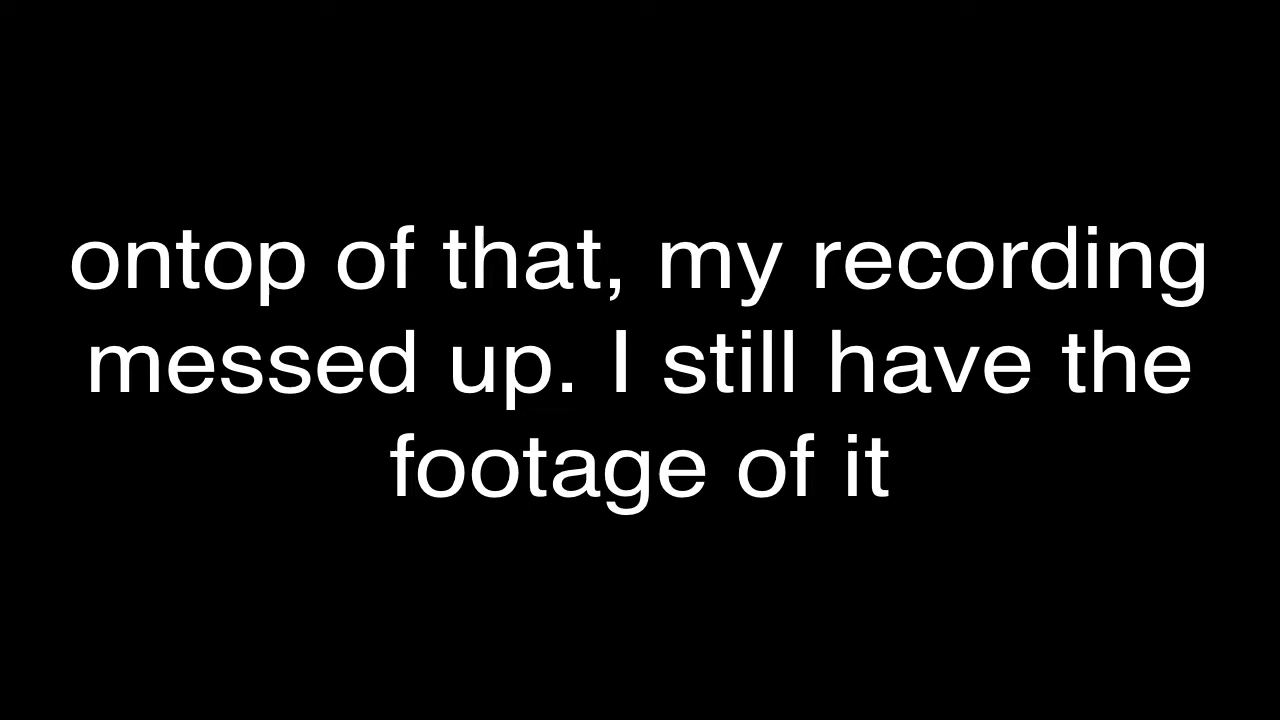 ontop of that, my recording
messed up. I still have the
footage of it